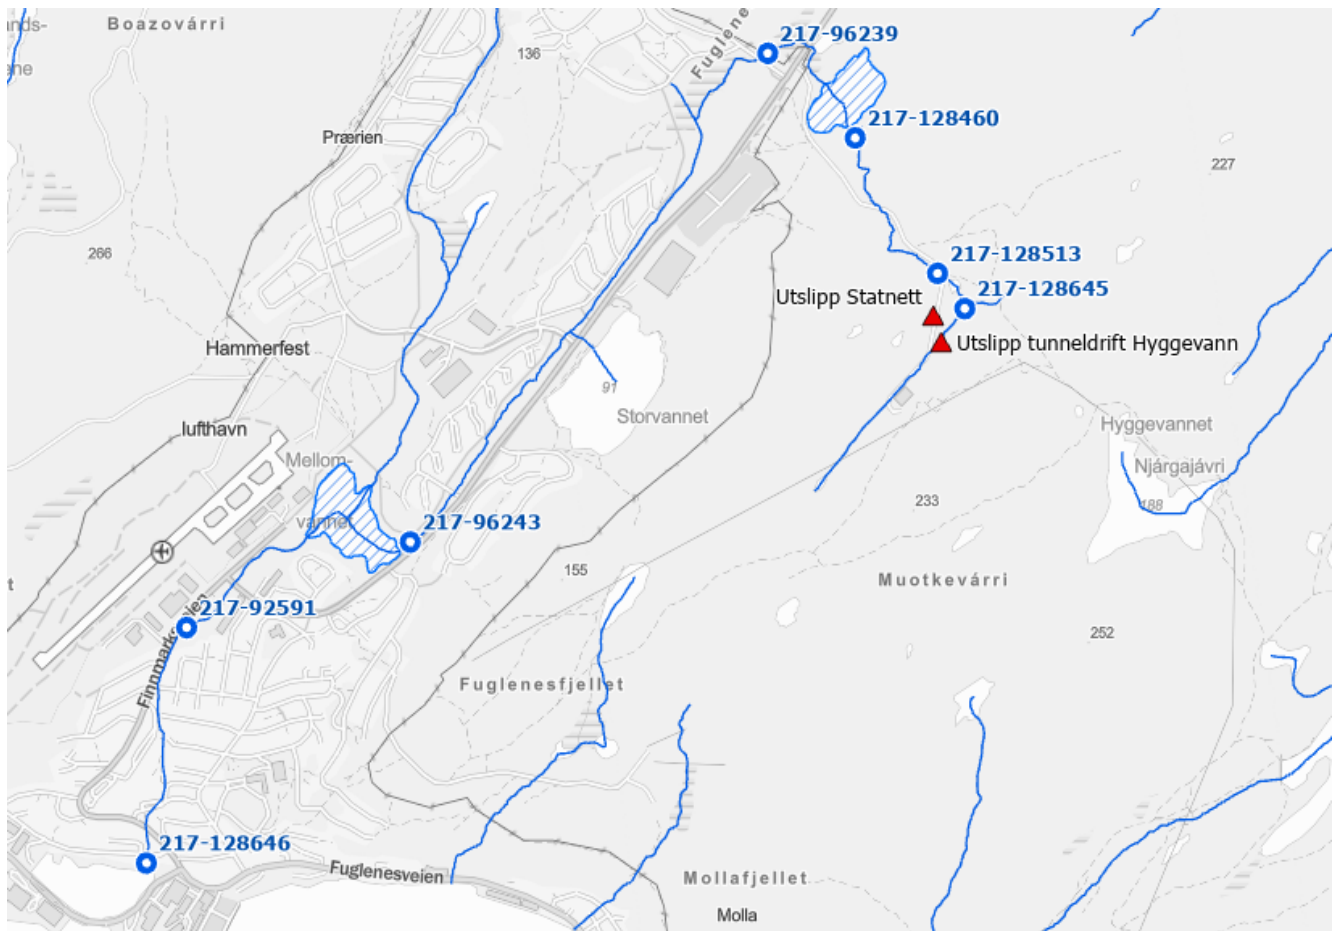 Boazovárri
ands-
ene
136
Fuglene
217-96239
217-128460
Prærien
227
266
217-128513
217-128645
Utslipp Statnett
Utslipp tunneldrift Hyggevann
Hammerfest
91
Storvannet
lufthavn
Hyggevannet
Mellom-
Njárgajávri
233
188
vannet
217-96243
155
Muotkevárri
217-92591
252
Finnmarksveien
Fuglenesfjellet
217-128646
Fuglenesveien
Mollafjellet
Molla